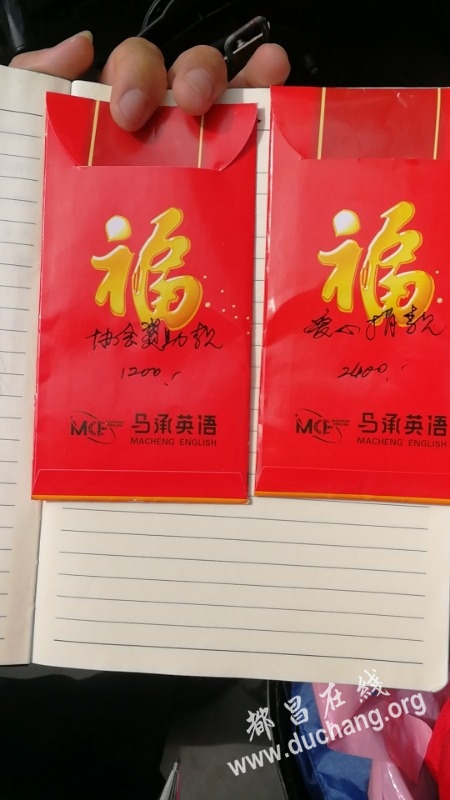 福
协会赞助款
1200.
MCE 马承英语
MACHENG ENGLISH
福
爱心捐款
2400.
MCE 马承英语
MACHENG ENGLISH
都昌在线
www.duchang.org